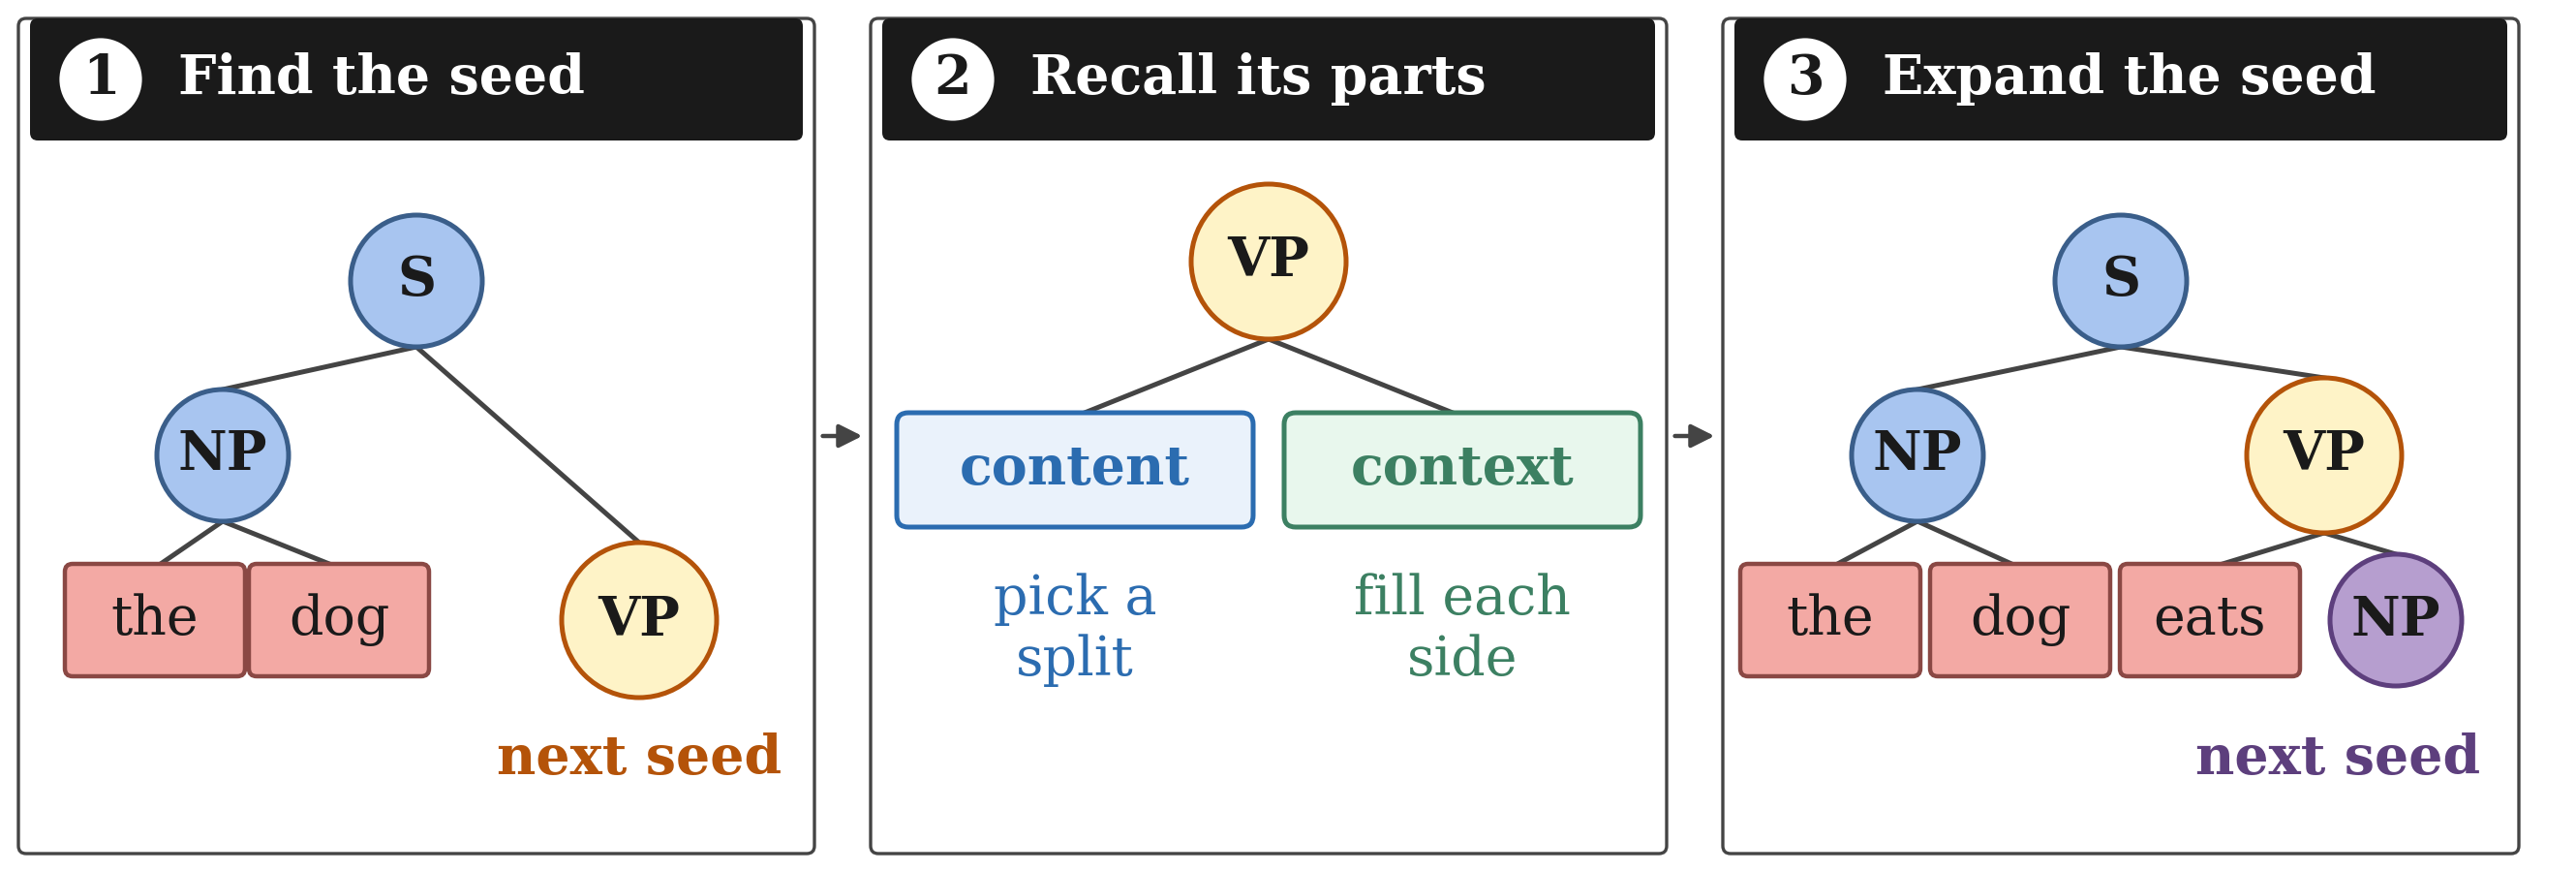 1 Find the seed
S
NP
the dog VP
next seed
2 Recall its parts
VP
content context
pick a
split
fill each
side
3 Expand the seed
S
NP VP
the dog eats NP
next seed